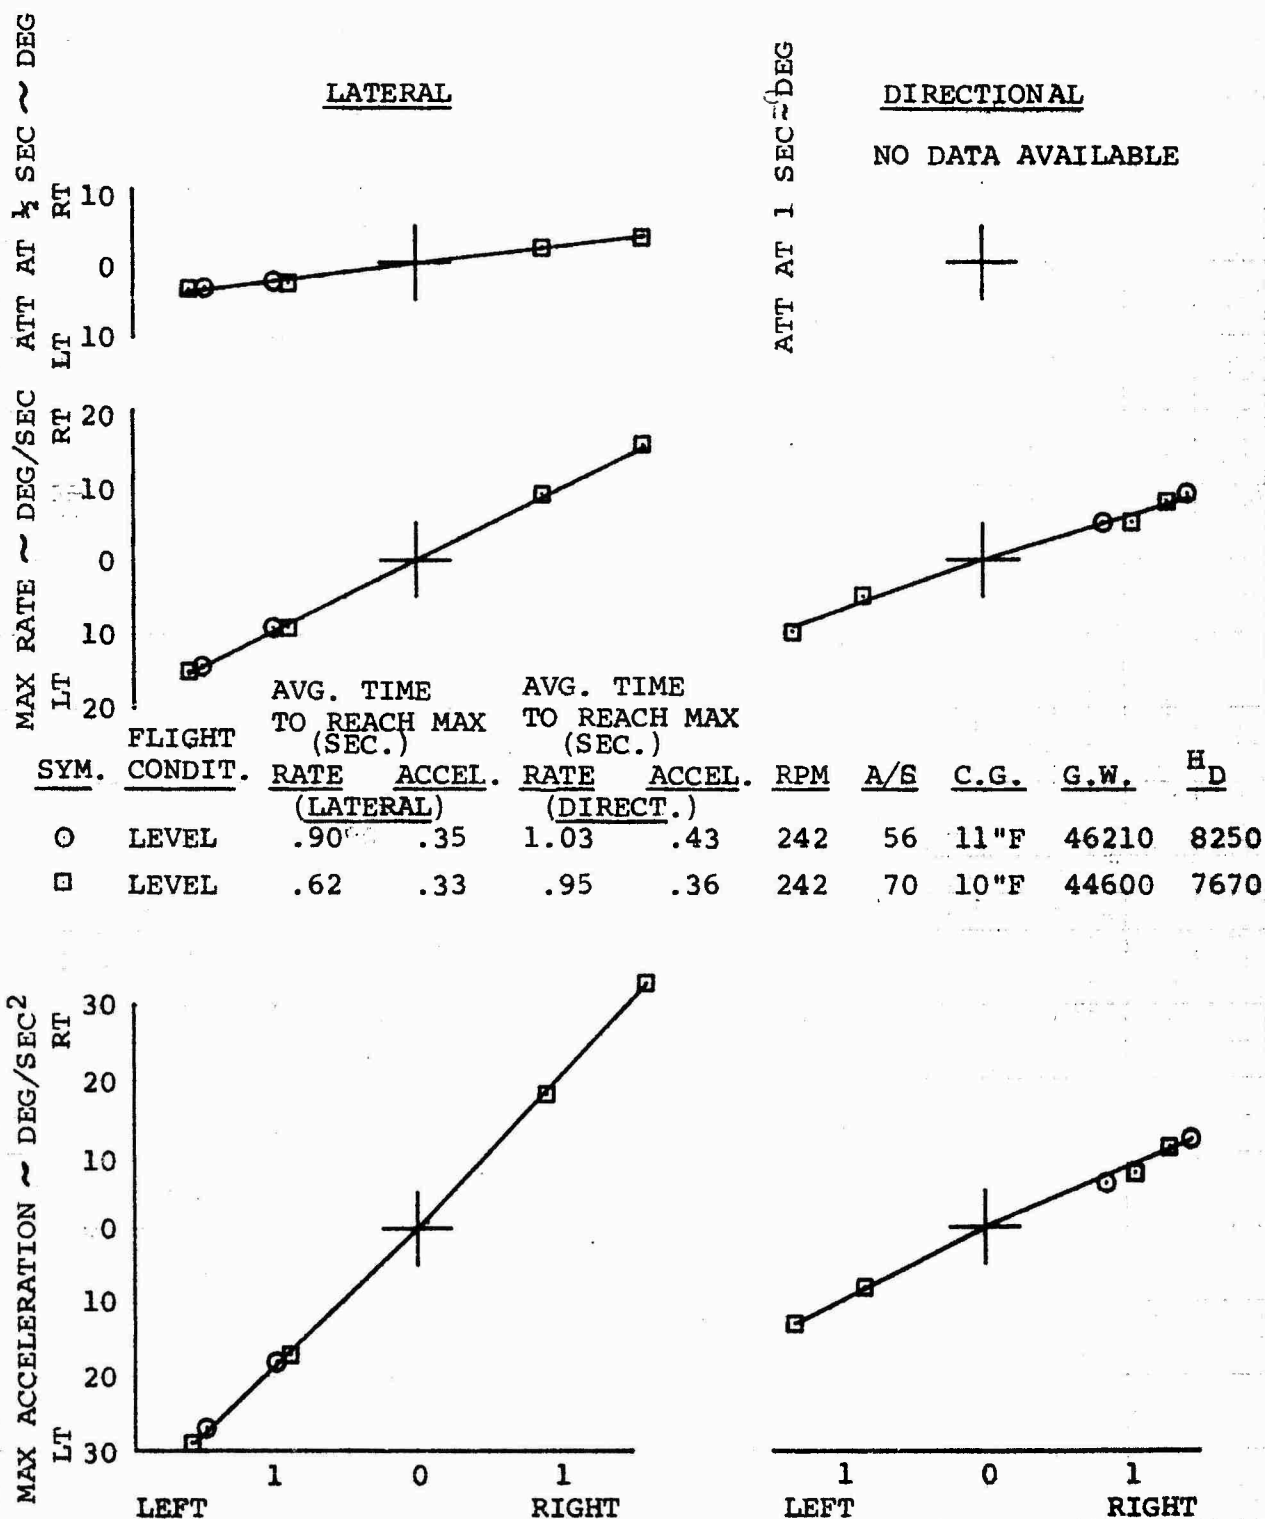 LATERAL
DIRECTIONAL
NO DATA AVAILABLE
ATT AT ½ SEC ~ DEG
LT RT
10
0
10
ATT AT 1 SEC ~ DEG
MAX RATE ~ DEG/SEC
LT RT
20
10
0
10
20
FLIGHT CONDIT.
AVG. TIME TO REACH MAX (SEC.)
AVG. TIME TO REACH MAX (SEC.)
SYM. RATE ACCEL. RATE ACCEL. RPM A/S C.G. G.W. HD
(LATERAL) (DIRECT.)
LEVEL .90 .35 1.03 .43 242 56 11"F 46210 8250
LEVEL .62 .33 .95 .36 242 70 10"F 44600 7670
MAX ACCELERATION ~ DEG/SEC²
LT RT
30
20
10
0
10
20
30
1 0 1
LEFT RIGHT
1 0 1
LEFT RIGHT